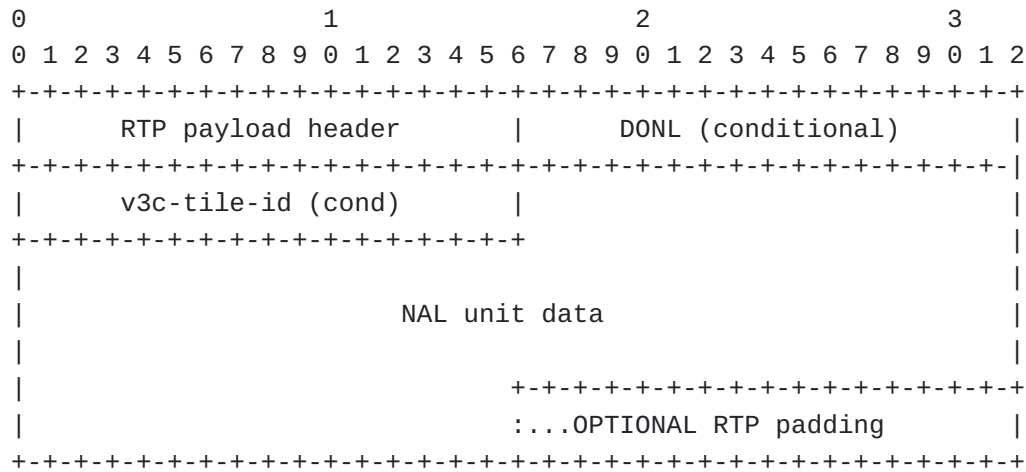 0                   1                   2                   3
0 1 2 3 4 5 6 7 8 9 0 1 2 3 4 5 6 7 8 9 0 1 2 3 4 5 6 7 8 9 0 1 2
+-+-+-+-+-+-+-+-+-+-+-+-+-+-+-+-+-+-+-+-+-+-+-+-+-+-+-+-+-+-+-+-+
|      RTP payload header       |      DONL (conditional)       |
+-+-+-+-+-+-+-+-+-+-+-+-+-+-+-+-+-+-+-+-+-+-+-+-+-+-+-+-+-+-+-+-|
|      v3c-tile-id (cond)       |                               |
+-+-+-+-+-+-+-+-+-+-+-+-+-+-+-+-+                               |
|                                                               |
|                        NAL unit data                          |
|                                                               |
|                               +-+-+-+-+-+-+-+-+-+-+-+-+-+-+-+-+
|                               :...OPTIONAL RTP padding        |
+-+-+-+-+-+-+-+-+-+-+-+-+-+-+-+-+-+-+-+-+-+-+-+-+-+-+-+-+-+-+-+-+